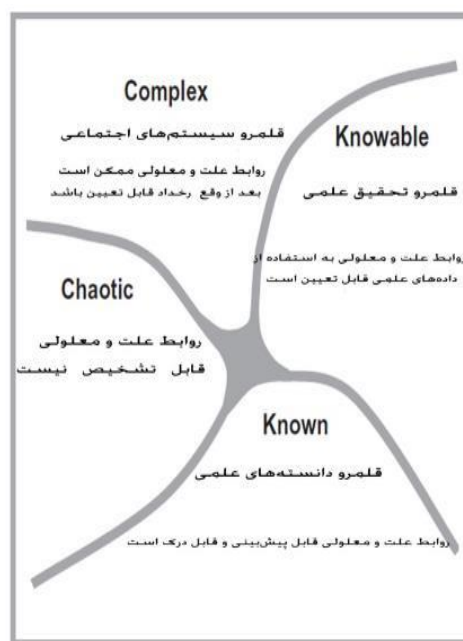 Complex
قلمرو سیستم‌های اجتماعی
روابط علت و معلولی ممکن است
بعد از وقع رخداد قابل تعیین باشد
Knowable
قلمرو تحقیق علمی
روابط علت و معلولی به استفاده از
داده‌های علمی قابل تعیین است
Chaotic
روابط علت و معلولی
قابل تشخیص نیست
Known
قلمرو دانسته‌های علمی
روابط علت و معلولی قابل پیش‌بینی و قابل درک است